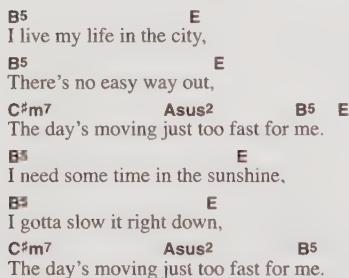 B5 E
I live my life in the city,
B5 E
There's no easy way out,
C#m7 Asus2 B5 E
The day's moving just too fast for me.
B5 E
I need some time in the sunshine,
B5 E
I gotta slow it right down,
C#m7 Asus2 B5
The day's moving just too fast for me.